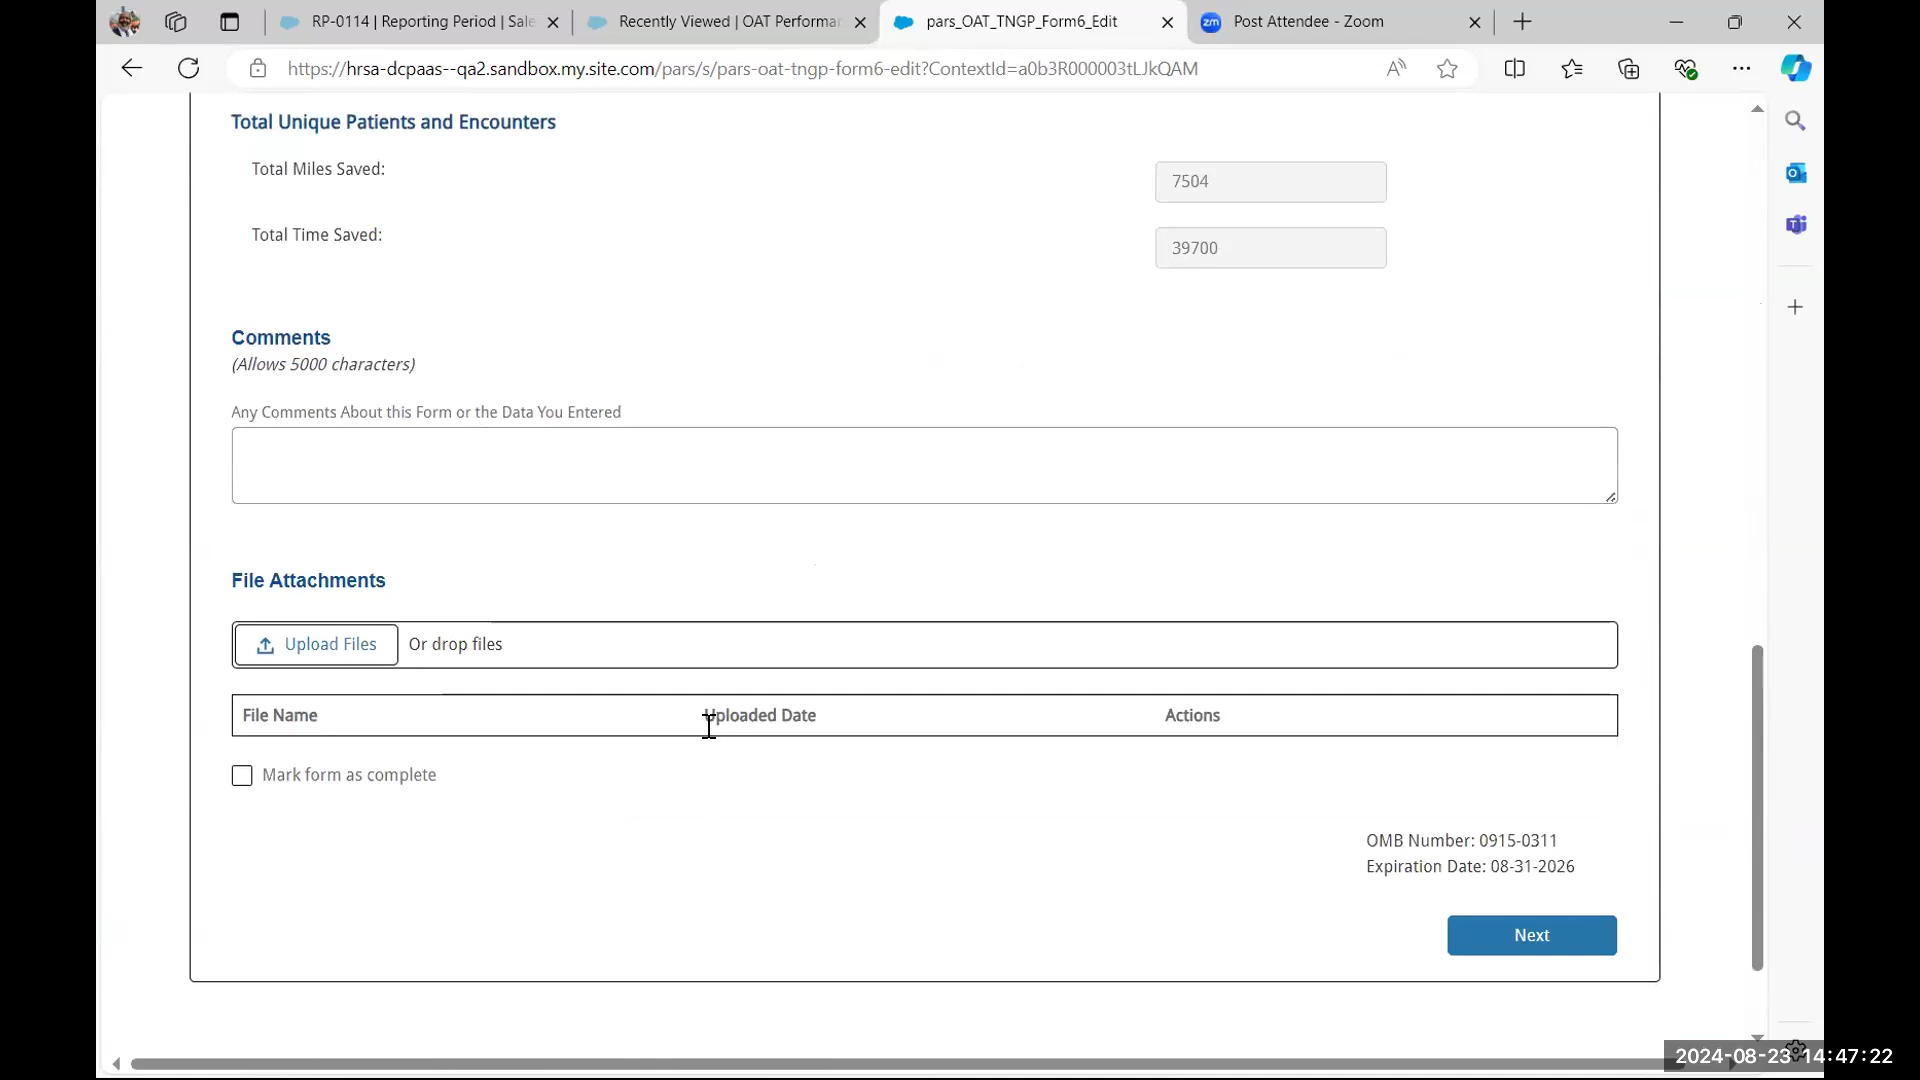 RP-0114 | Reporting Period | Sale
Recently Viewed | OAT Performa
pars_OAT_TNGP_Form6_Edit
zm Post Attendee - Zoom
https://hrsa-dcpaas--qa2.sandbox.my.site.com/pars/s/pars-oat-tngp-form6-edit?ContextId=a0b3R000003tLJkQAM
Total Unique Patients and Encounters
Total Miles Saved: 7504
Total Time Saved: 39700
Comments
(Allows 5000 characters)
Any Comments About this Form or the Data You Entered
File Attachments
Upload Files Or drop files
File Name Uploaded Date Actions
Mark form as complete
OMB Number: 0915-0311
Expiration Date: 08-31-2026
Next
2024-08-23 14:47:22